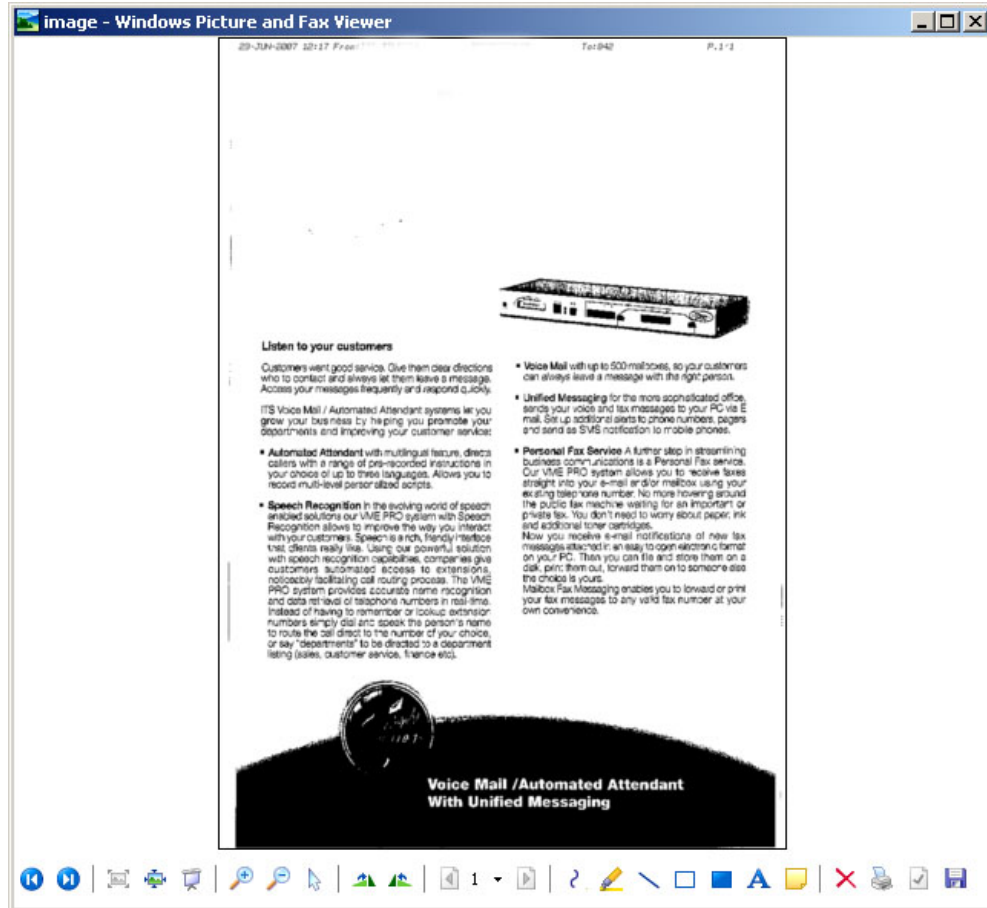 image - Windows Picture and Fax Viewer
29-JUN-2007 12:17 From: To:942 P.1/1
Listen to your customers
Customers want good service. Give them clear directions
who to contact and always let them leave a message.
Access your messages frequently and respond quickly.
ITS Voice Mail / Automated Attendant systems let you
grow your business by helping you promote your
departments and improving your customer service:
• Automated Attendant with multilingual feature, directs
callers with a range of pre-recorded instructions in
your choice of up to three languages. Allows you to
record multi-level personalized scripts.
• Speech Recognition In the evolving world of speech
enabled solutions our VME PRO system with Speech
Recognition allows to improve the way you interact
with your customers. Speech is a rich, friendly interface
that clients really like. Using our powerful solution
with speech recognition capabilities, companies give
customers automated access to extensions,
noticeably facilitating call routing process. The VME
PRO system provides accurate name recognition
and data retrieval of telephone numbers in real-time.
Instead of having to remember or lookup extension
numbers simply dial and speak the person's name
to route the call direct to the number of your choice,
or say "departments" to be directed to a department
listing (sales, customer service, finance etc).
• Voice Mail with up to 500 mailboxes, so your customers
can always leave a message with the right person.
• Unified Messaging for the more sophisticated office,
sends your voice and fax messages to your PC via E
mail. Set up additional alerts to phone numbers, pagers
and send as SMS notification to mobile phones.
• Personal Fax Service A further step in streamlining
business communications is a Personal Fax service.
Our VME PRO system allows you to receive faxes
straight into your e-mail and/or mailbox using your
existing telephone number. No more hovering around
the public fax machine waiting for an important or
private fax. You don't need to worry about paper, ink
and additional toner cartridges.
Now you receive e-mail notifications of new fax
messages attached in an easy to open electronic format
on your PC. Then you can file and store them on a
disk, print them out, forward them on to someone else
the choice is yours.
Mailbox Fax Messaging enables you to forward or print
your fax messages to any valid fax number at your
own convenience.
Voice Mail /Automated Attendant
With Unified Messaging
1
A